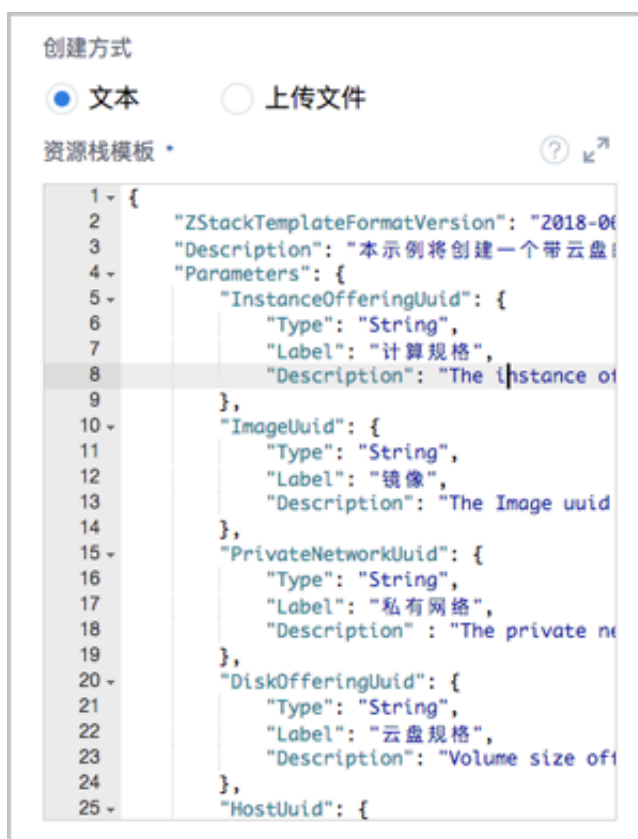 创建方式
文本 上传文件
资源栈模板 *
1 {
2 "ZStackTemplateFormatVersion": "2018-06
3 "Description": "本示例将创建一个带云盘
4 "Parameters": {
5 "InstanceOfferingUuid": {
6 "Type": "String",
7 "Label": "计算规格",
8 "Description": "The instance of
9 },
10 "ImageUuid": {
11 "Type": "String",
12 "Label": "镜像",
13 "Description": "The Image uuid
14 },
15 "PrivateNetworkUuid": {
16 "Type": "String",
17 "Label": "私有网络",
18 "Description" : "The private ne
19 },
20 "DiskOfferingUuid": {
21 "Type": "String",
22 "Label": "云盘规格",
23 "Description": "Volume size off
24 },
25 "HostUuid": {